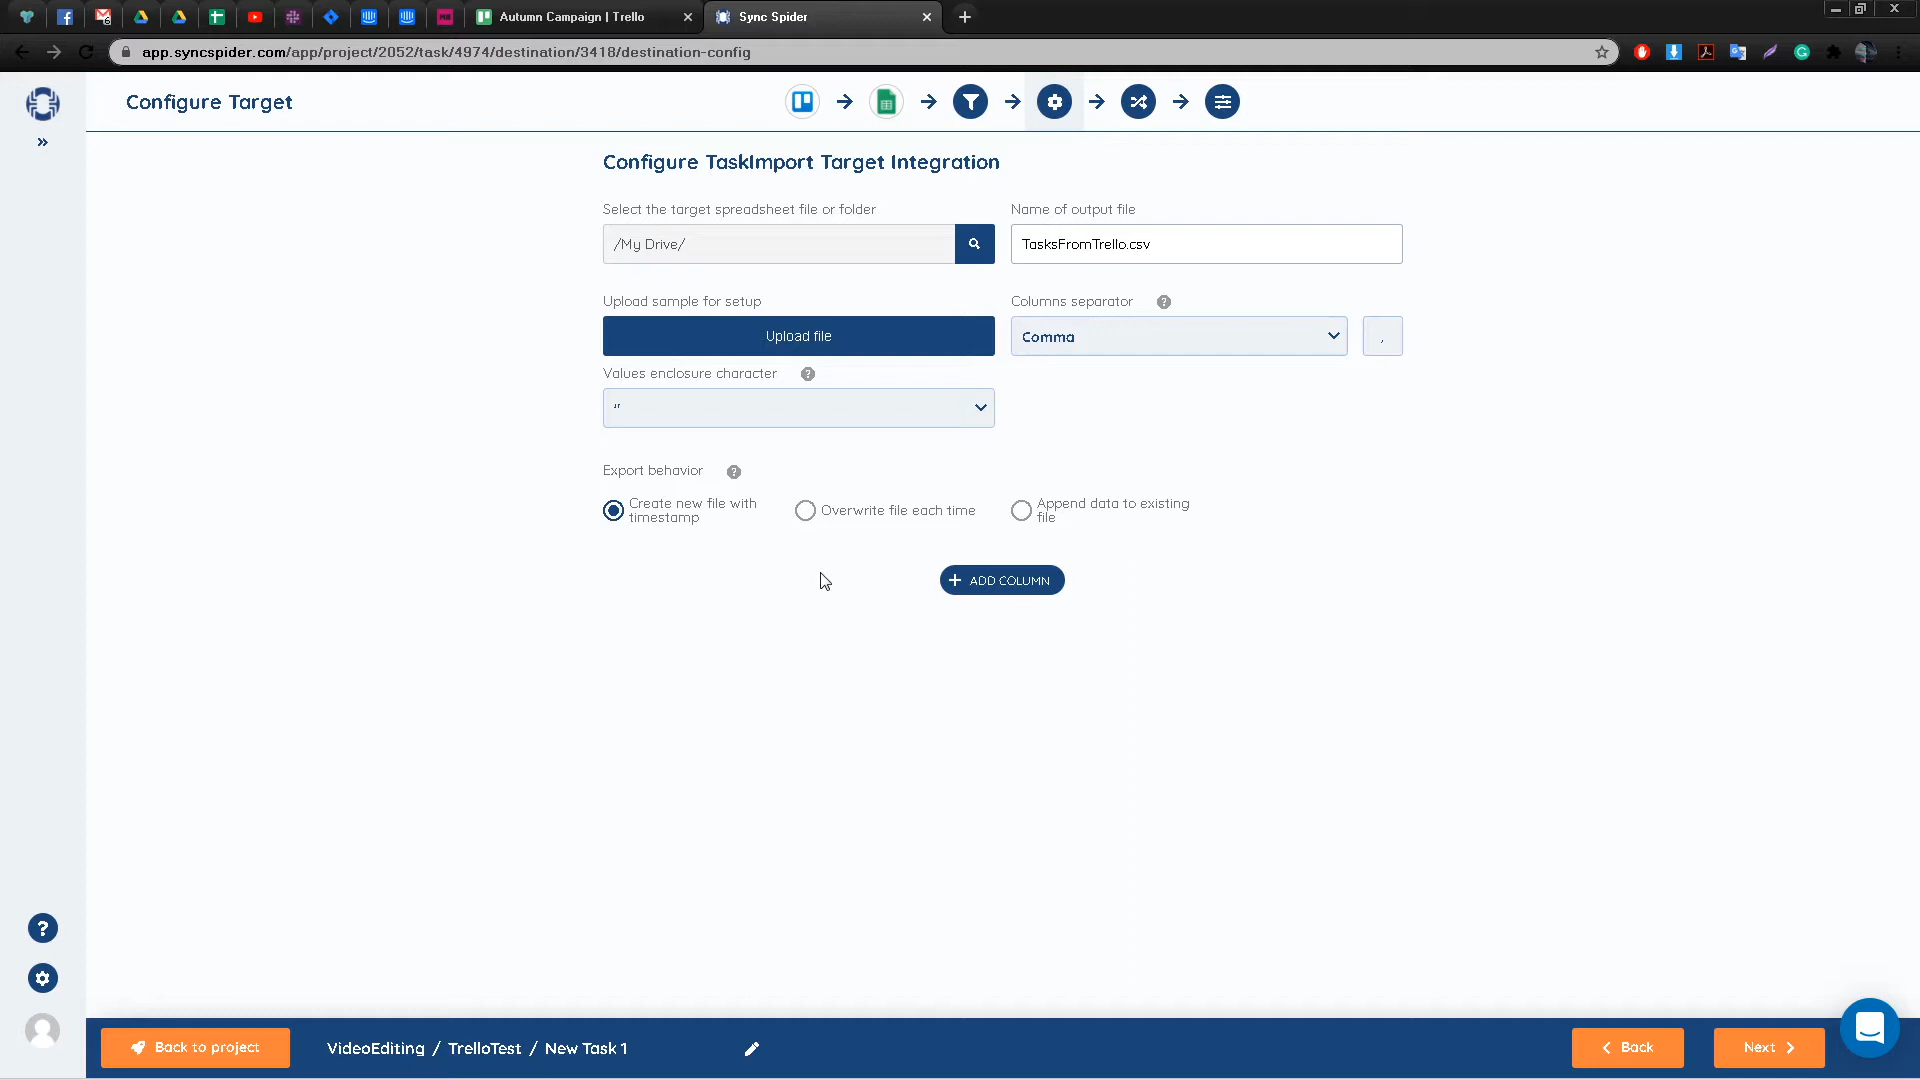 Autumn Campaign | Trello
Sync Spider
app.syncspider.com/app/project/2052/task/4974/destination/3418/destination-config
Configure Target
Configure TaskImport Target Integration
Select the target spreadsheet file or folder
Name of output file
/My Drive/
TasksFromTrello.csv
Upload sample for setup
Columns separator ?
Upload file
Comma
,
Values enclosure character ?
"
Export behavior ?
Create new file with
timestamp
Overwrite file each time
Append data to existing
file
+ ADD COLUMN
?
Back to project
VideoEditing / TrelloTest / New Task 1
Back
Next